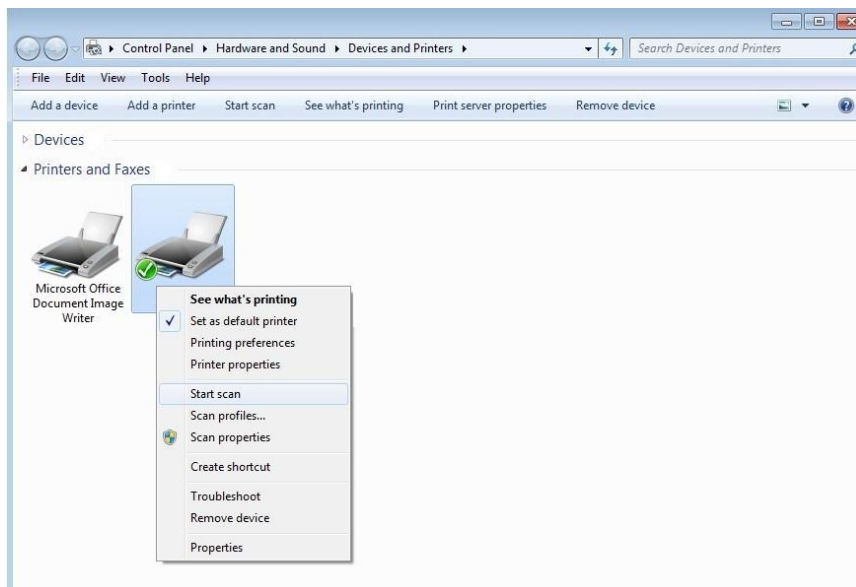 Control Panel ▸ Hardware and Sound ▸ Devices and Printers ▸ Search Devices and Printers
File Edit View Tools Help
Add a device Add a printer Start scan See what's printing Print server properties Remove device
Devices
Printers and Faxes
Microsoft Office
Document Image
Writer
See what's printing
Set as default printer
Printing preferences
Printer properties
Start scan
Scan profiles...
Scan properties
Create shortcut
Troubleshoot
Remove device
Properties